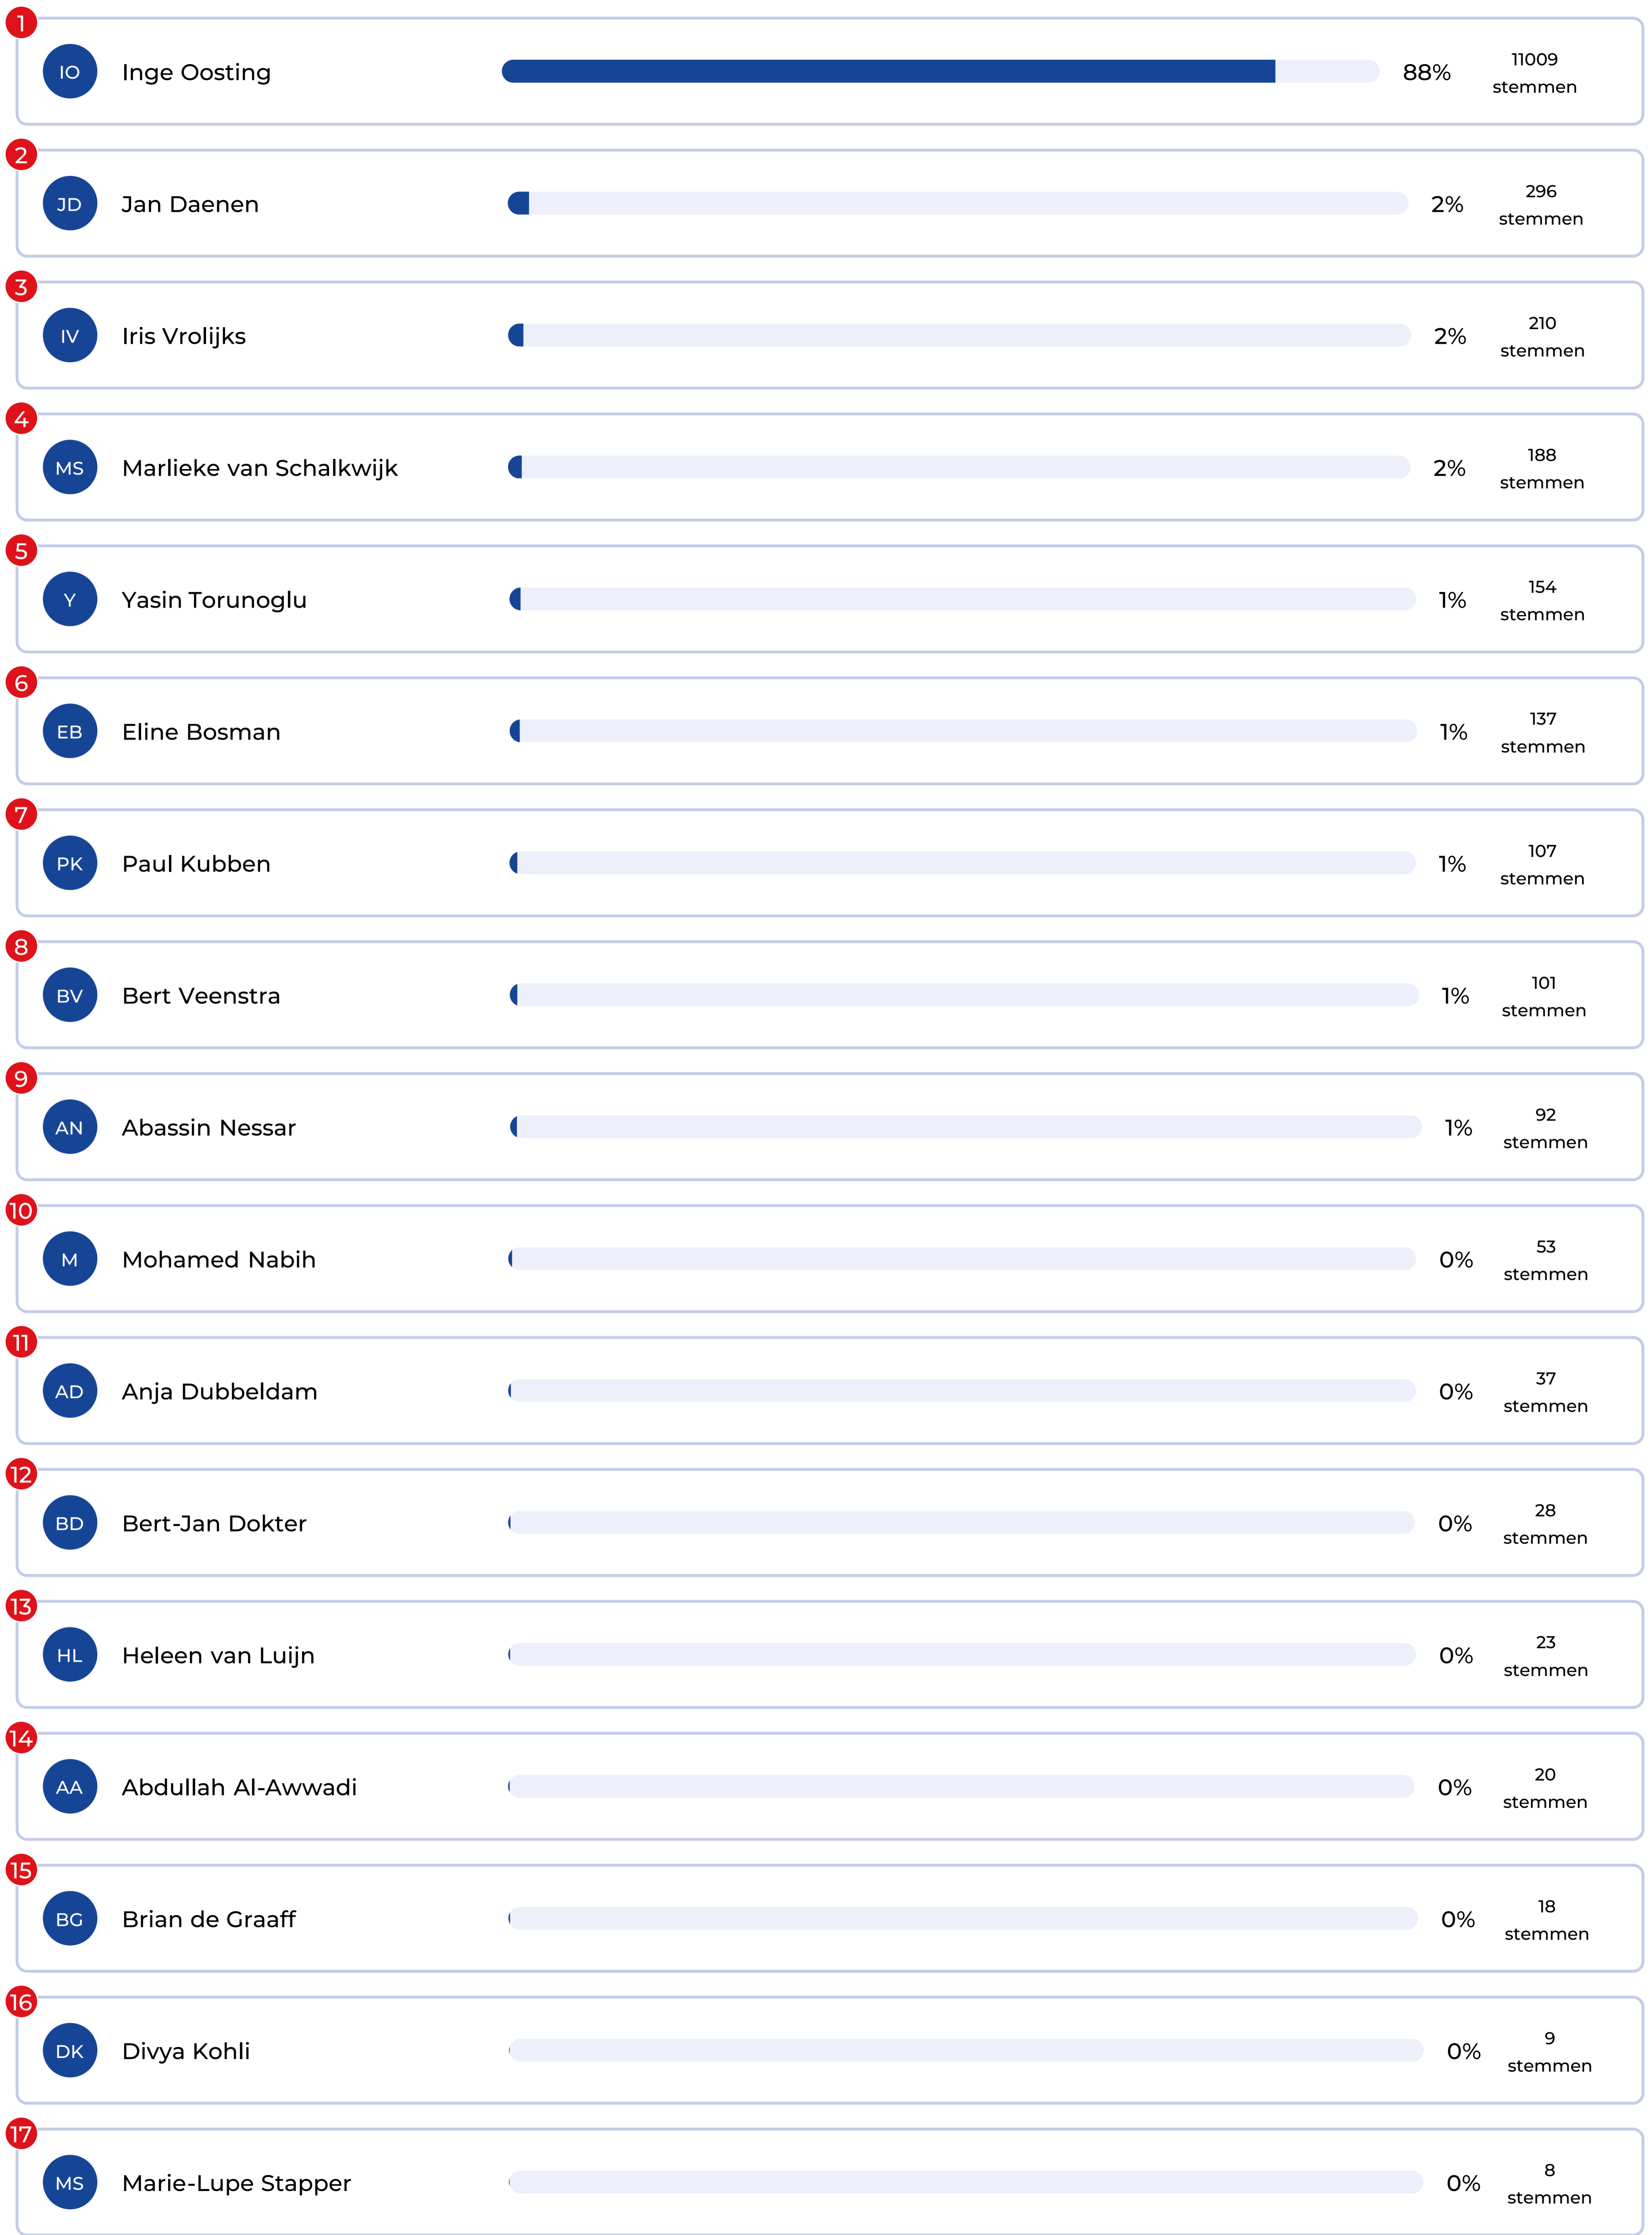 1
IO Inge Oosting 88% 11009 stemmen
2
JD Jan Daenen 2% 296 stemmen
3
IV Iris Vrolijks 2% 210 stemmen
4
MS Marlieke van Schalkwijk 2% 188 stemmen
5
Y Yasin Torunoglu 1% 154 stemmen
6
EB Eline Bosman 1% 137 stemmen
7
PK Paul Kubben 1% 107 stemmen
8
BV Bert Veenstra 1% 101 stemmen
9
AN Abassin Nessar 1% 92 stemmen
10
M Mohamed Nabih 0% 53 stemmen
11
AD Anja Dubbeldam 0% 37 stemmen
12
BD Bert-Jan Dokter 0% 28 stemmen
13
HL Heleen van Luijn 0% 23 stemmen
14
AA Abdullah Al-Awwadi 0% 20 stemmen
15
BG Brian de Graaff 0% 18 stemmen
16
DK Divya Kohli 0% 9 stemmen
17
MS Marie-Lupe Stapper 0% 8 stemmen